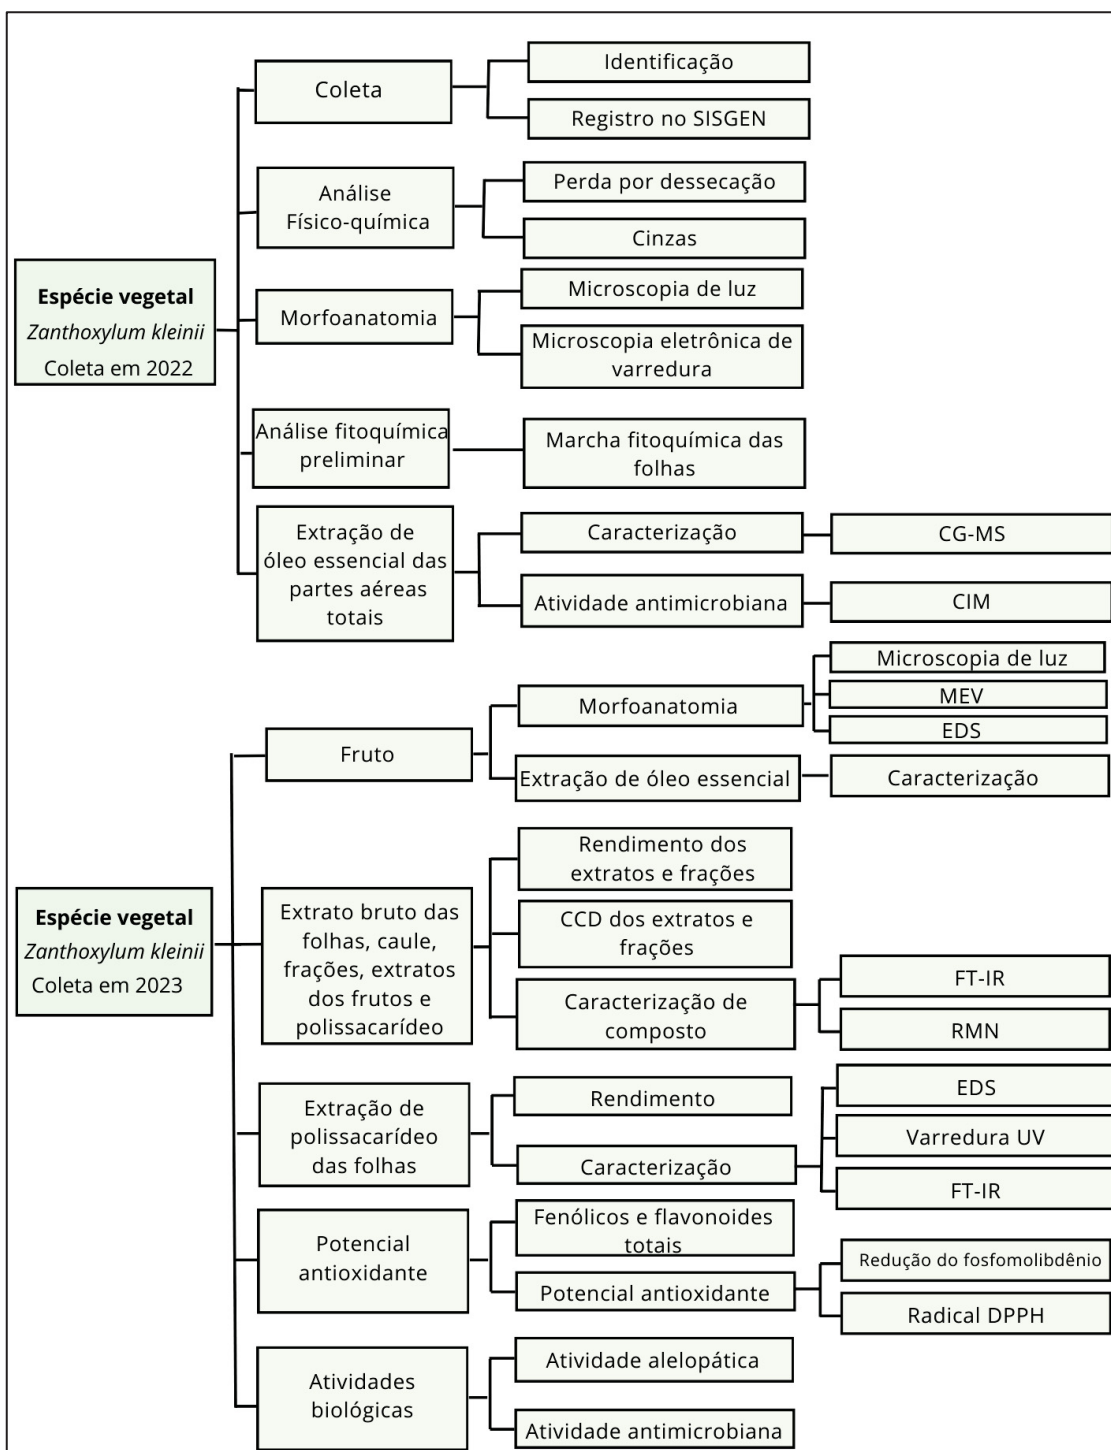 Espécie vegetal
Zanthoxylum kleinii
Coleta em 2022
Coleta
Identificação
Registro no SISGEN
Análise
Físico-química
Perda por dessecação
Cinzas
Morfoanatomia
Microscopia de luz
Microscopia eletrônica de
varredura
Análise fitoquímica
preliminar
Marcha fitoquímica das
folhas
Extração de
óleo essencial das
partes aéreas
totais
Caracterização
CG-MS
Atividade antimicrobiana
CIM
Espécie vegetal
Zanthoxylum kleinii
Coleta em 2023
Fruto
Morfoanatomia
Microscopia de luz
MEV
EDS
Extração de óleo essencial
Caracterização
Extrato bruto das
folhas, caule,
frações, extratos
dos frutos e
polissacarídeo
Rendimento dos
extratos e frações
CCD dos extratos e
frações
Caracterização de
composto
FT-IR
RMN
Extração de
polissacarídeo
das folhas
Rendimento
Caracterização
EDS
Varredura UV
FT-IR
Potencial
antioxidante
Fenólicos e flavonoides
totais
Potencial antioxidante
Redução do fosfomolibdênio
Radical DPPH
Atividades
biológicas
Atividade alelopática
Atividade antimicrobiana